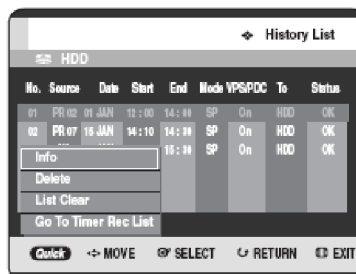 History List
HDD
No. Source Date Start End Mode VPS/PDC To Status
01 PR 02 01 JAN 12:00 14:00 SP On HDD OK
02 PR 07 15 JAN 14:10 14:30 SP On HDD OK
15:30 SP On HDD OK
Info
Delete
List Clear
Go To Timer Rec List
Quick MOVE SELECT RETURN EXIT